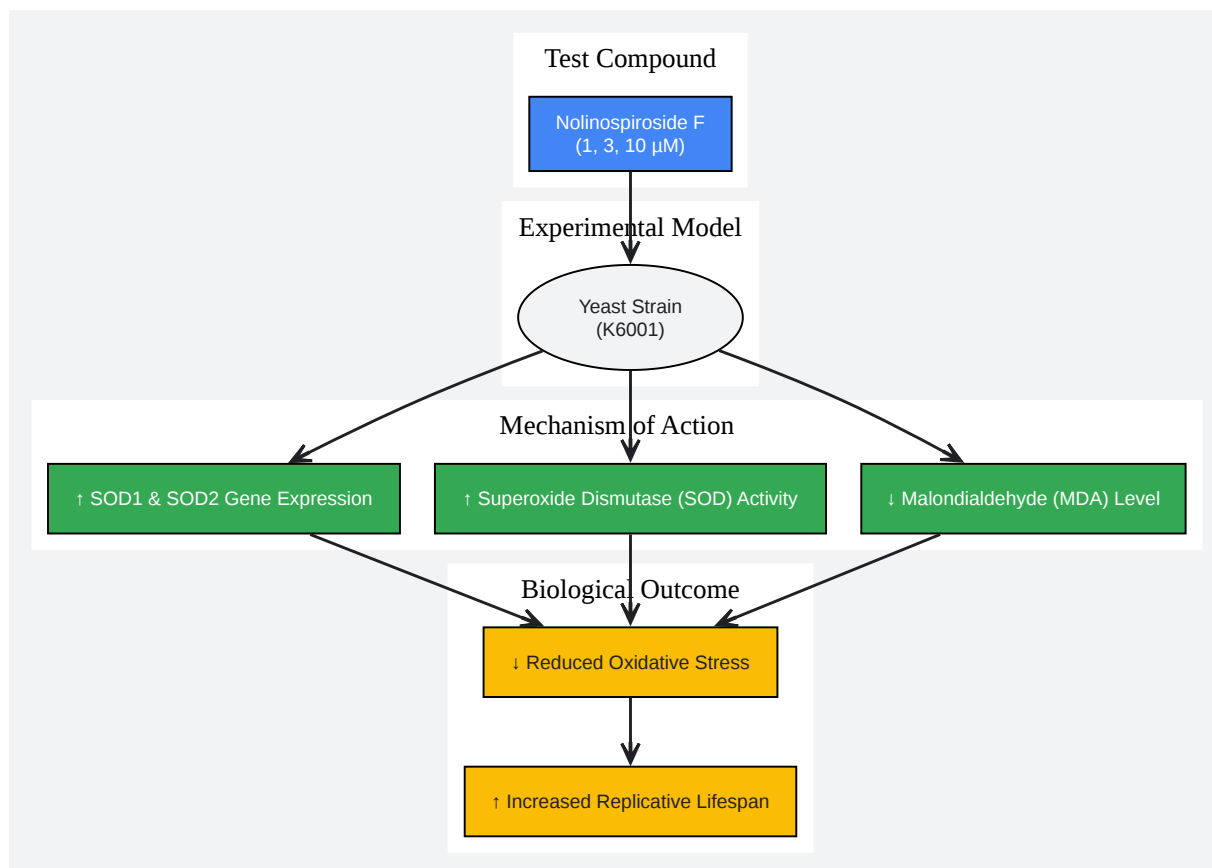 Test Compound
Nolinospiroside F
(1, 3, 10 µM)
Experimental Model
Yeast Strain
(K6001)
Mechanism of Action
↑ SOD1 & SOD2 Gene Expression
↑ Superoxide Dismutase (SOD) Activity
↓ Malondialdehyde (MDA) Level
Biological Outcome
↓ Reduced Oxidative Stress
↑ Increased Replicative Lifespan